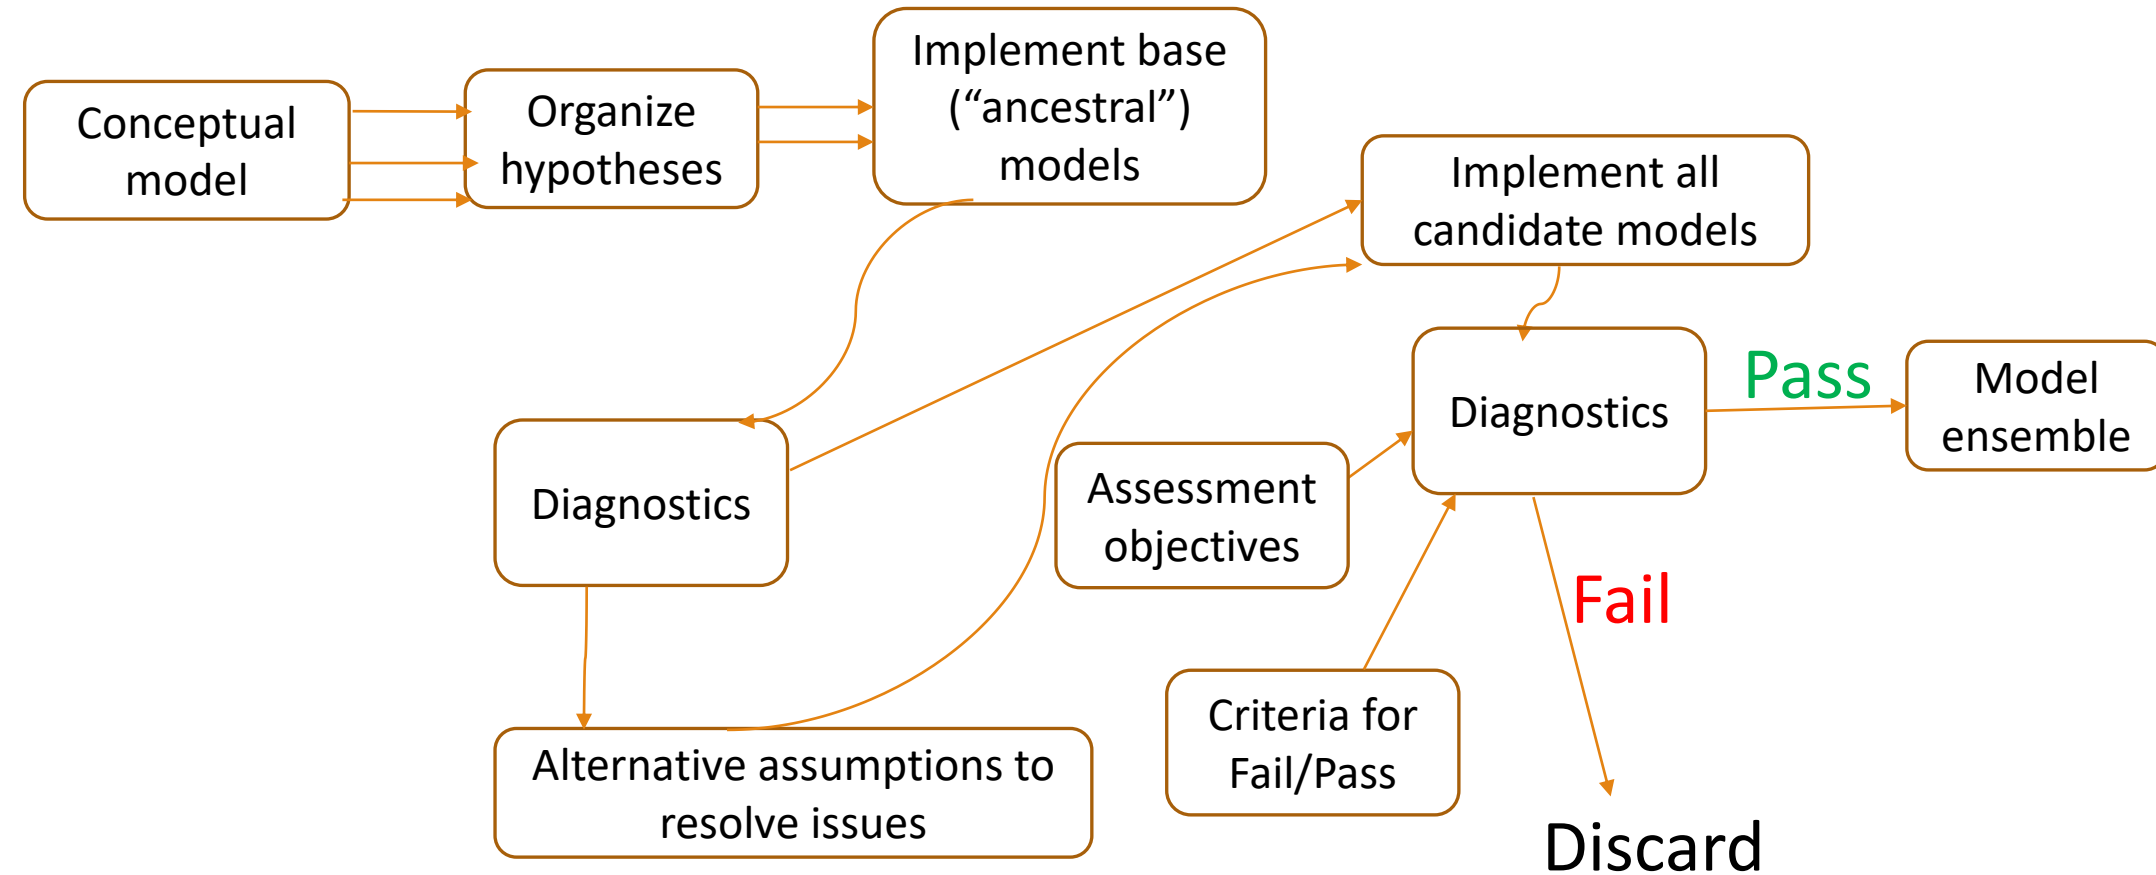 Conceptual
model
Organize
hypotheses
Implement base
(“ancestral”)
models
Implement all
candidate models
Diagnostics
Alternative assumptions to
resolve issues
Assessment
objectives
Criteria for
Fail/Pass
Diagnostics
Pass
Model
ensemble
Fail
Discard